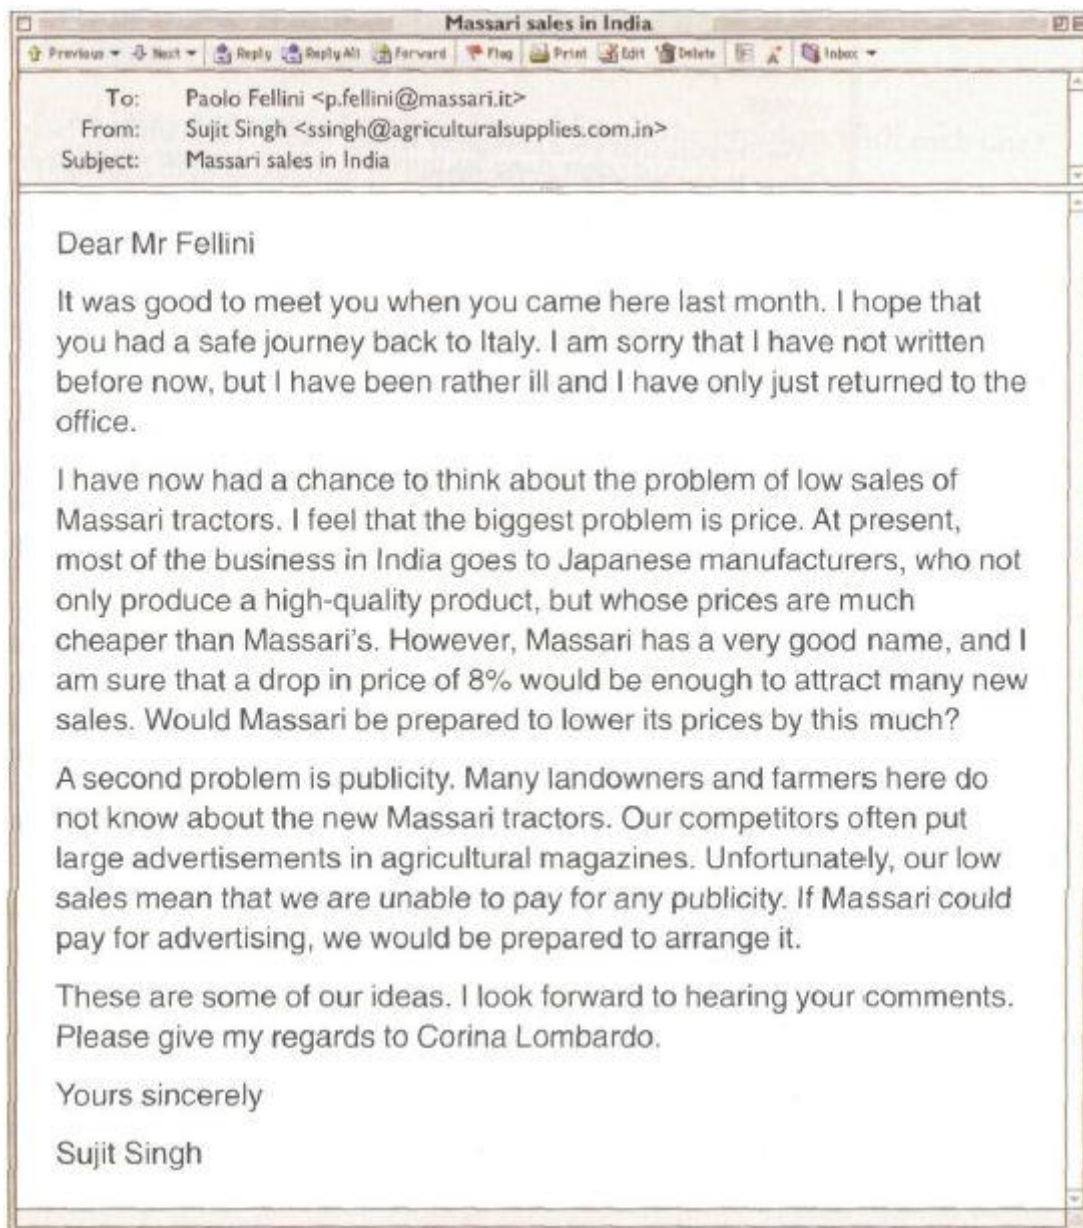 Massari sales in India
Previous Next Reply Reply All Forward Flag Print Edit Delete Inbox
To: Paolo Fellini <p.fellini@massari.it>
From: Sujit Singh <ssingh@agriculturalsupplies.com.in>
Subject: Massari sales in India
Dear Mr Fellini
It was good to meet you when you came here last month. I hope that
you had a safe journey back to Italy. I am sorry that I have not written
before now, but I have been rather ill and I have only just returned to the
office.
I have now had a chance to think about the problem of low sales of
Massari tractors. I feel that the biggest problem is price. At present,
most of the business in India goes to Japanese manufacturers, who not
only produce a high-quality product, but whose prices are much
cheaper than Massari's. However, Massari has a very good name, and I
am sure that a drop in price of 8% would be enough to attract many new
sales. Would Massari be prepared to lower its prices by this much?
A second problem is publicity. Many landowners and farmers here do
not know about the new Massari tractors. Our competitors often put
large advertisements in agricultural magazines. Unfortunately, our low
sales mean that we are unable to pay for any publicity. If Massari could
pay for advertising, we would be prepared to arrange it.
These are some of our ideas. I look forward to hearing your comments.
Please give my regards to Corina Lombardo.
Yours sincerely
Sujit Singh